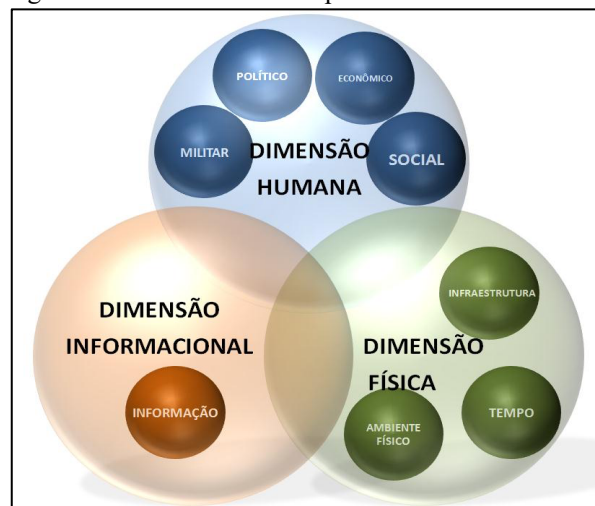 POLÍTICO
ECONÔMICO
MILITAR
SOCIAL
DIMENSÃO
HUMANA
DIMENSÃO
INFORMACIONAL
INFORMAÇÃO
INFRAESTRUTURA
DIMENSÃO
FÍSICA
TEMPO
AMBIENTE
FÍSICO